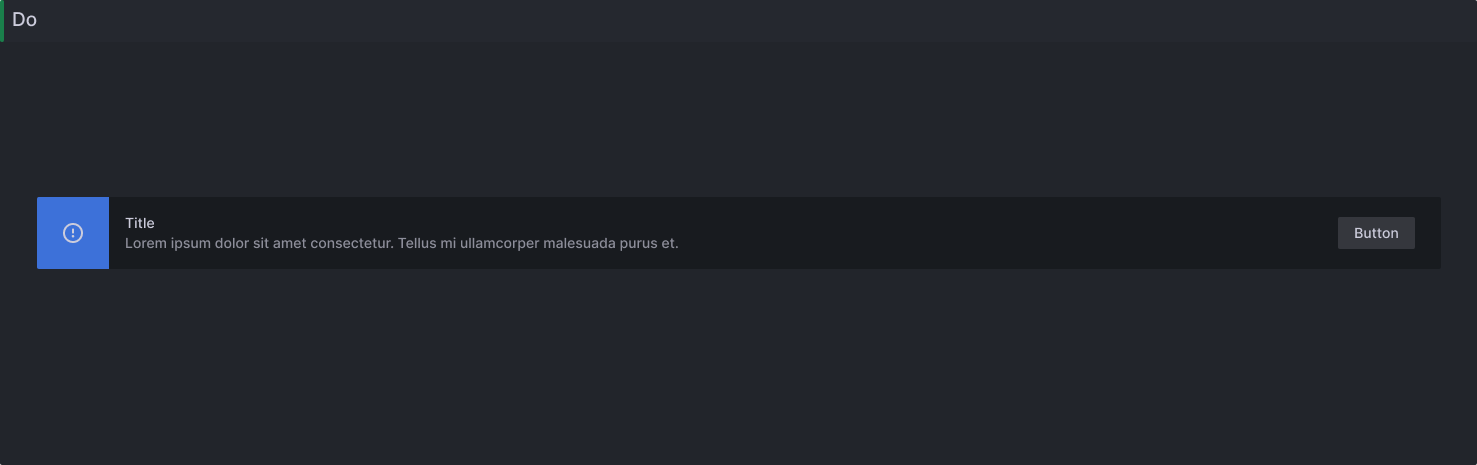 Do
Title
Lorem ipsum dolor sit amet consectetur. Tellus mi ullamcorper malesuada purus et.
Button